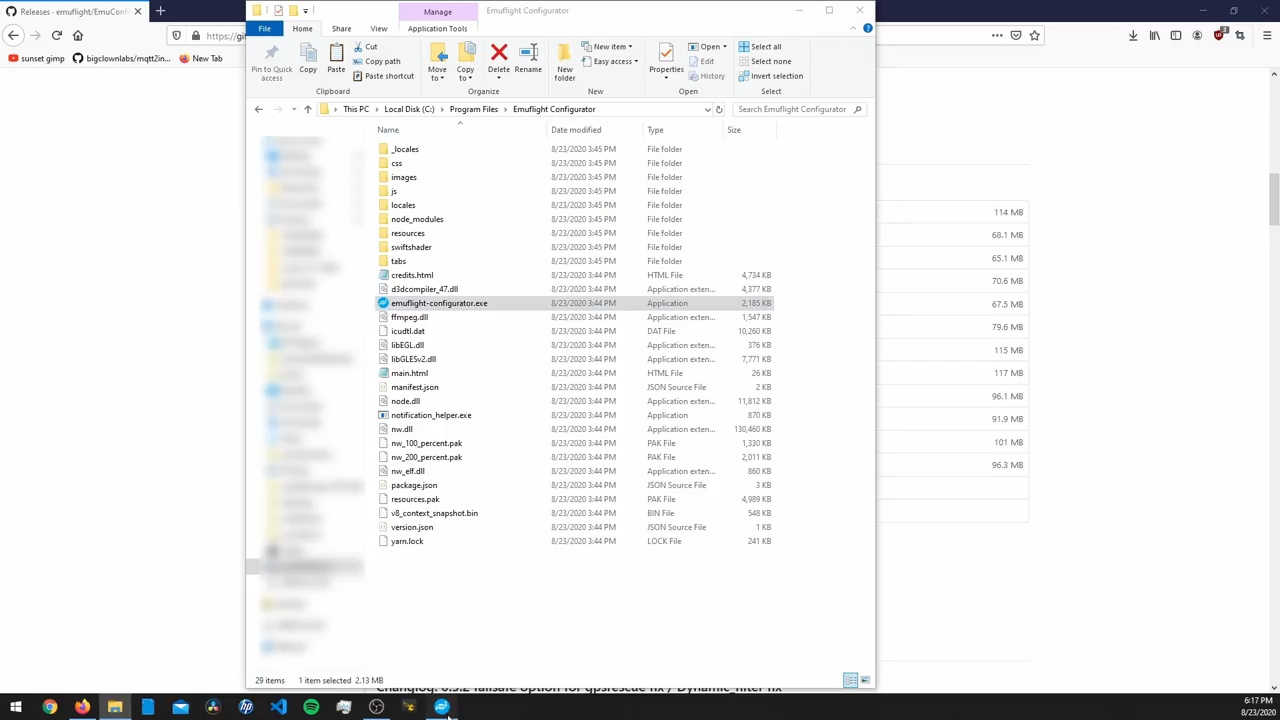 Releases - emuflight/EmuConf
https://gi
sunset gimp
bigclownlabs/mqtt2in...
New Tab
Manage
Emuflight Configurator
File
Home
Share
View
Application Tools
Pin to Quick access
Copy
Paste
Cut
Copy path
Paste shortcut
Clipboard
Move to
Copy to
Delete
Rename
Organize
New folder
New item
Easy access
New
Properties
Open
Edit
History
Open
Select all
Select none
Invert selection
Select
This PC
Local Disk (C:)
Program Files
Emuflight Configurator
Search Emuflight Configurator
Name Date modified Type Size
_locales 8/23/2020 3:45 PM File folder
css 8/23/2020 3:45 PM File folder
images 8/23/2020 3:45 PM File folder
js 8/23/2020 3:45 PM File folder
locales 8/23/2020 3:45 PM File folder
node_modules 8/23/2020 3:45 PM File folder
resources 8/23/2020 3:45 PM File folder
swiftshader 8/23/2020 3:45 PM File folder
tabs 8/23/2020 3:45 PM File folder
credits.html 8/23/2020 3:44 PM HTML File 4,734 KB
d3dcompiler_47.dll 8/23/2020 3:44 PM Application exten... 4,377 KB
emuflight-configurator.exe 8/23/2020 3:44 PM Application 2,185 KB
ffmpeg.dll 8/23/2020 3:44 PM Application exten... 1,547 KB
icudtl.dat 8/23/2020 3:44 PM DAT File 10,260 KB
libEGL.dll 8/23/2020 3:44 PM Application exten... 376 KB
libGLESv2.dll 8/23/2020 3:44 PM Application exten... 7,771 KB
main.html 8/23/2020 3:44 PM HTML File 26 KB
manifest.json 8/23/2020 3:44 PM JSON Source File 2 KB
node.dll 8/23/2020 3:44 PM Application exten... 11,812 KB
notification_helper.exe 8/23/2020 3:44 PM Application 870 KB
nw.dll 8/23/2020 3:44 PM Application exten... 130,460 KB
nw_100_percent.pak 8/23/2020 3:44 PM PAK File 1,330 KB
nw_200_percent.pak 8/23/2020 3:44 PM PAK File 2,011 KB
nw_elf.dll 8/23/2020 3:44 PM Application exten... 860 KB
package.json 8/23/2020 3:44 PM JSON Source File 3 KB
resources.pak 8/23/2020 3:44 PM PAK File 4,989 KB
v8_context_snapshot.bin 8/23/2020 3:44 PM BIN File 548 KB
version.json 8/23/2020 3:44 PM JSON Source File 1 KB
yarn.lock 8/23/2020 3:44 PM LOCK File 241 KB
114 MB
68.1 MB
65.1 MB
70.6 MB
67.5 MB
79.6 MB
115 MB
117 MB
96.1 MB
91.9 MB
101 MB
96.3 MB
29 items 1 item selected 2.13 MB
6:17 PM
8/23/2020